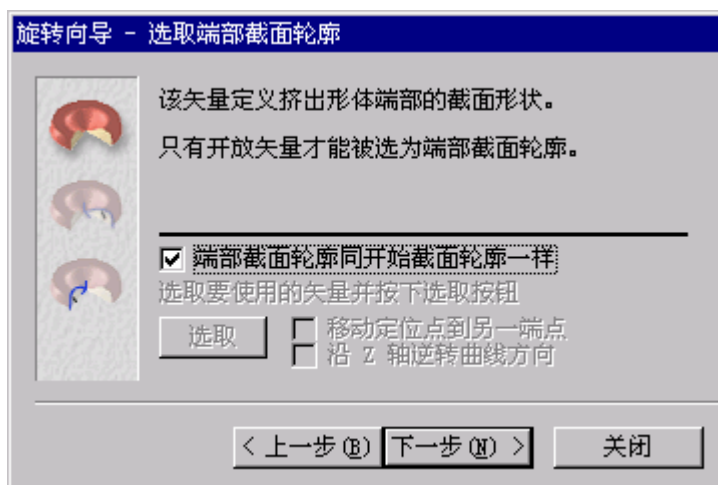 旋转向导 - 选取端部截面轮廓
该矢量定义挤出形体端部的截面形状。
只有开放矢量才能被选为端部截面轮廓。
端部截面轮廓同开始截面轮廓一样
选取要使用的矢量并按下选取按钮
选取
移动定位点到另一端点
沿 Z 轴逆转曲线方向
< 上一步(B) 下一步(N) > 关闭